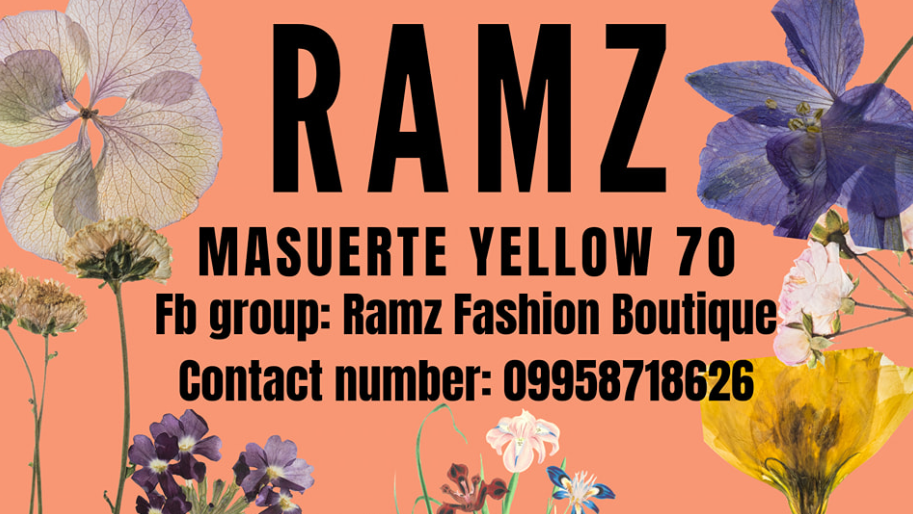 RAMZ
MASUERTE YELLOW 70
Fb group: Ramz Fashion Boutique
Contact number: 09958718626